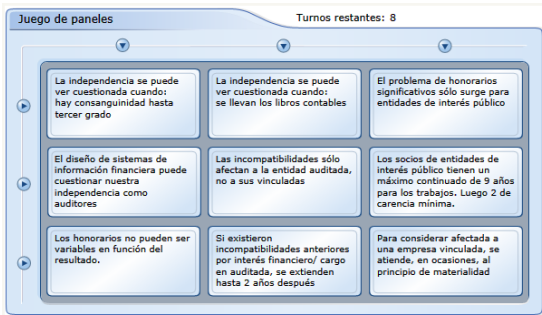 Juego de paneles
Turnos restantes: 8
La independencia se puede
ver cuestionada cuando:
hay consanguinidad hasta
tercer grado
La independencia se puede
ver cuestionada cuando:
se llevan los libros contables
El problema de honorarios
significativos sólo surge para
entidades de interés público
El diseño de sistemas de
información financiera puede
cuestionar nuestra
independencia como
auditores
Las incompatibilidades sólo
afectan a la entidad auditada,
no a sus vinculadas
Los socios de entidades de
interés público tienen un
máximo continuado de 9 años
para los trabajos. Luego 2 de
carencia mínima.
Los honorarios no pueden ser
variables en función del
resultado.
Si existieron
incompatibilidades anteriores
por interés financiero/ cargo
en auditada, se extienden
hasta 2 años después
Para considerar afectada a
una empresa vinculada, se
atiende, en ocasiones, al
principio de materialidad